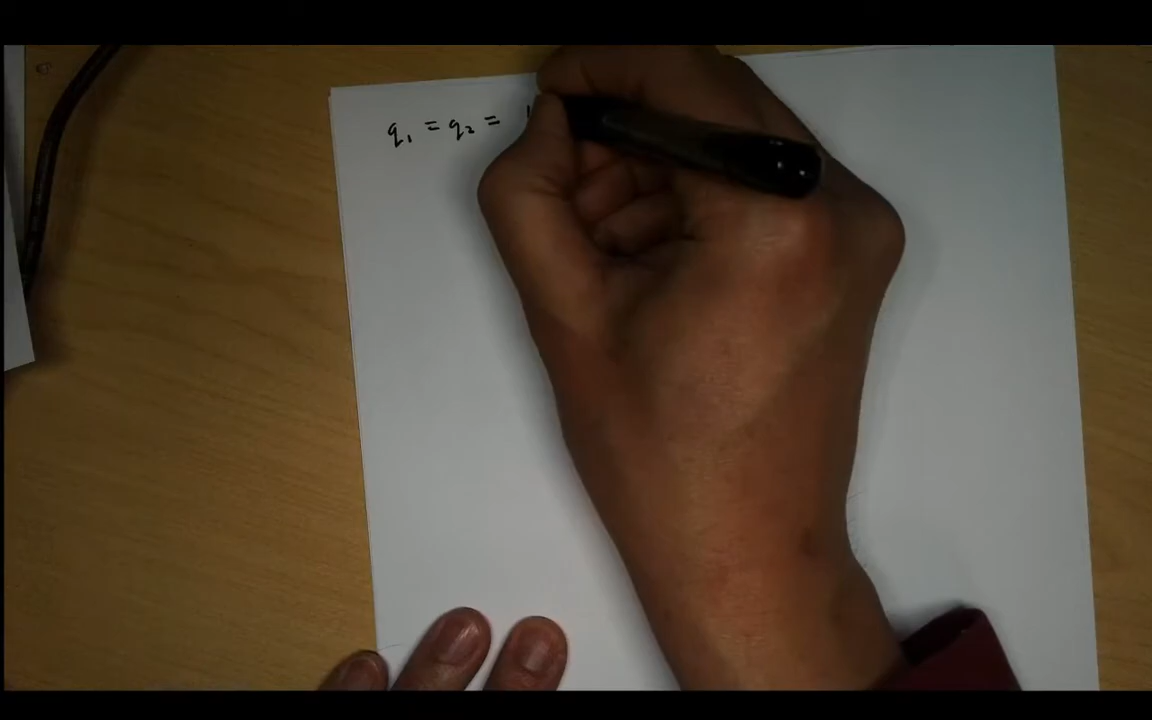 q₁ = q₂ =